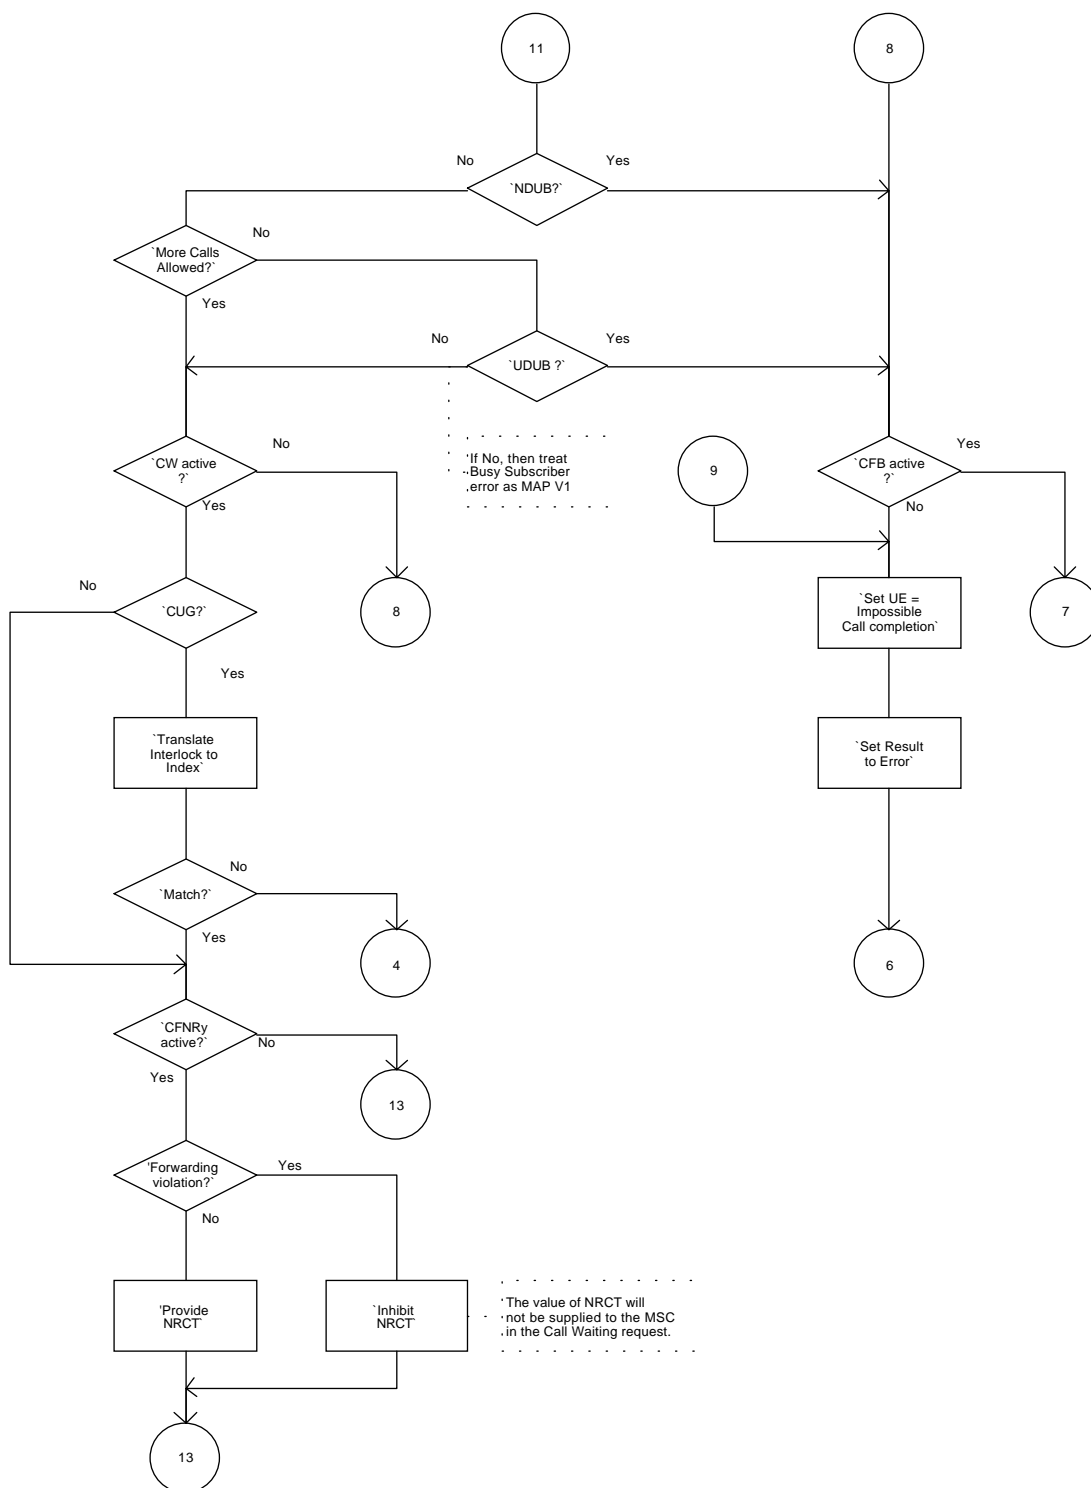 11
8
No
Yes
`NDUB?`
No
`More Calls
Allowed?`
Yes
No
Yes
`UDUB ?`
No
Yes
If No, then treat
Busy Subscriber
error as MAP V1
`CW active
?`
Yes
9
`CFB active
?`
No
No
`CUG?`
8
`Set UE =
Impossible
Call completion`
7
Yes
`Translate
Interlock to
Index`
`Set Result
to Error`
No
`Match?`
Yes
4
6
`CFNRy
active?`
No
Yes
13
'Forwarding
violation?`
Yes
No
'Provide
NRCT`
`Inhibit
NRCT`
The value of NRCT will
not be supplied to the MSC
in the Call Waiting request.
13